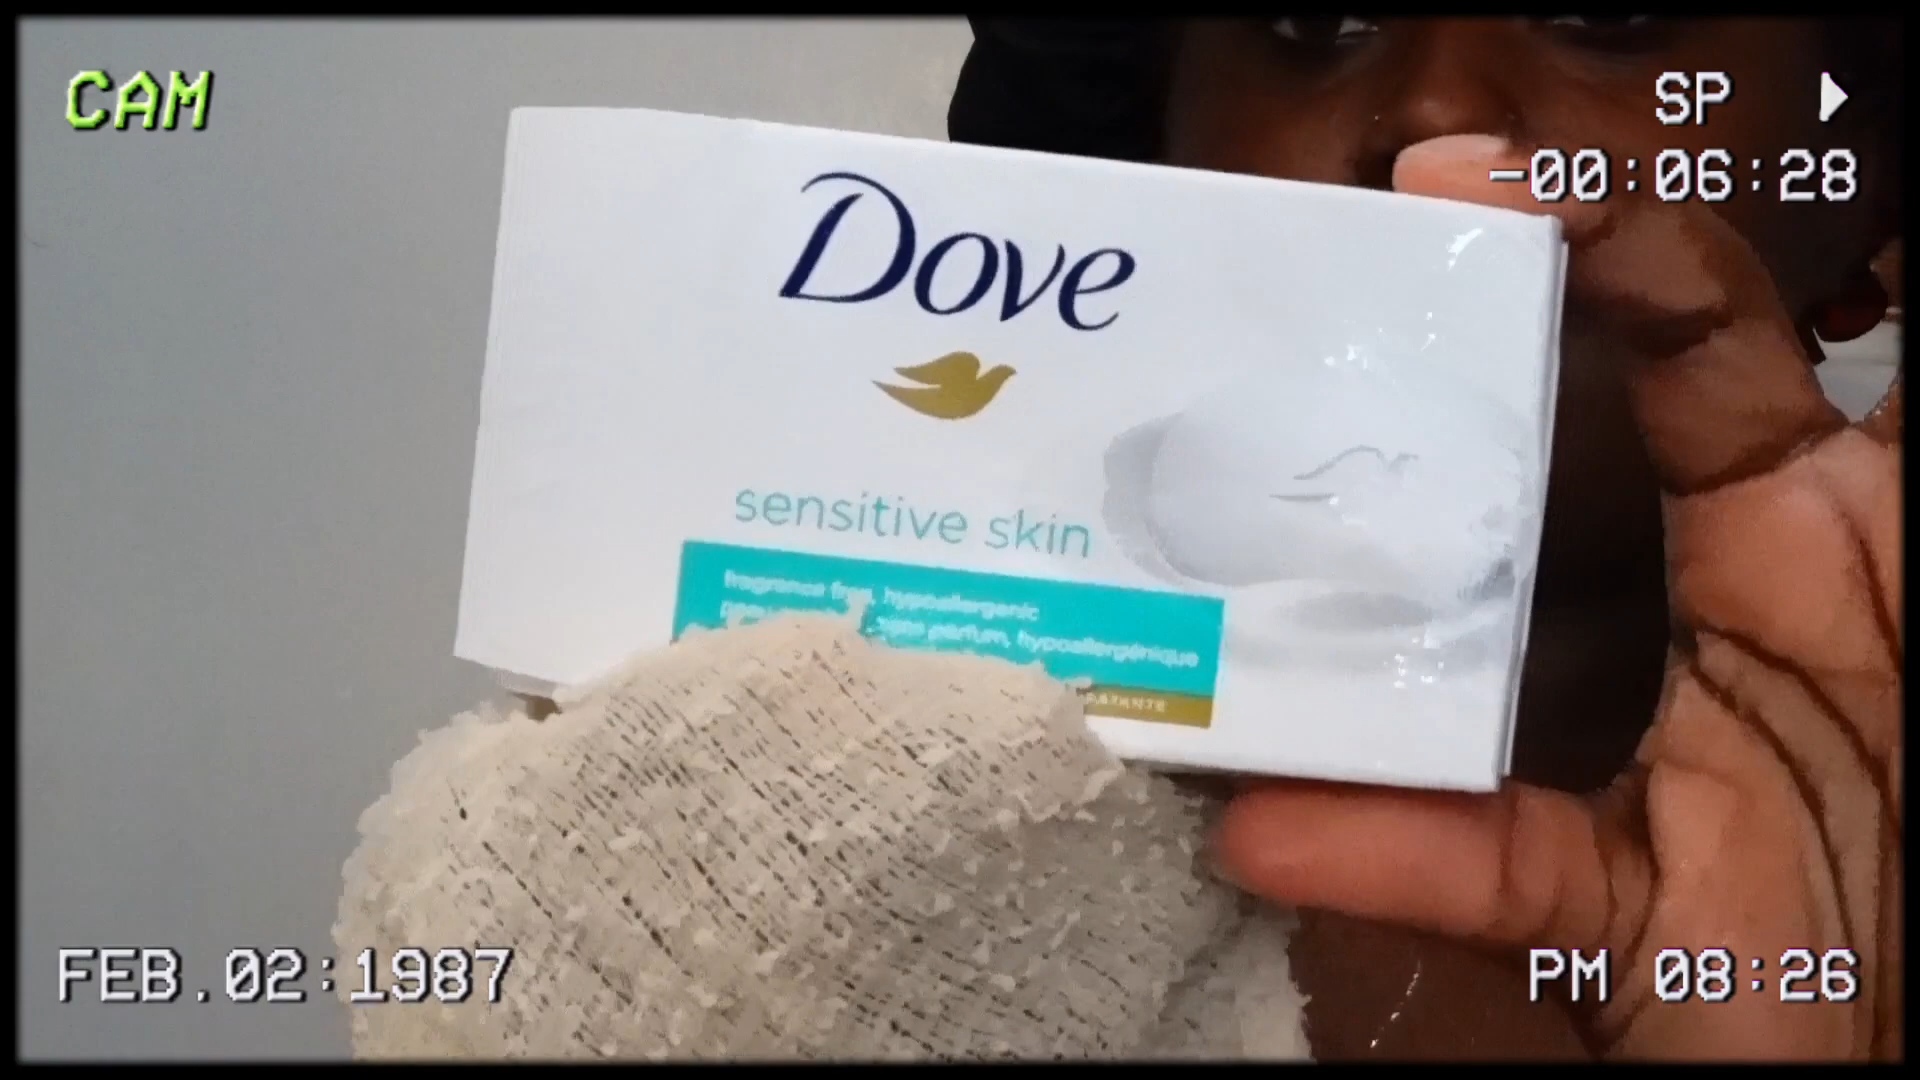 CAM
SP
-00:06:28
Dove
sensitive skin
fragrance free, hypoallergenic
sans parfum, hypoallergénique
FEB.02:1987
PM 08:26